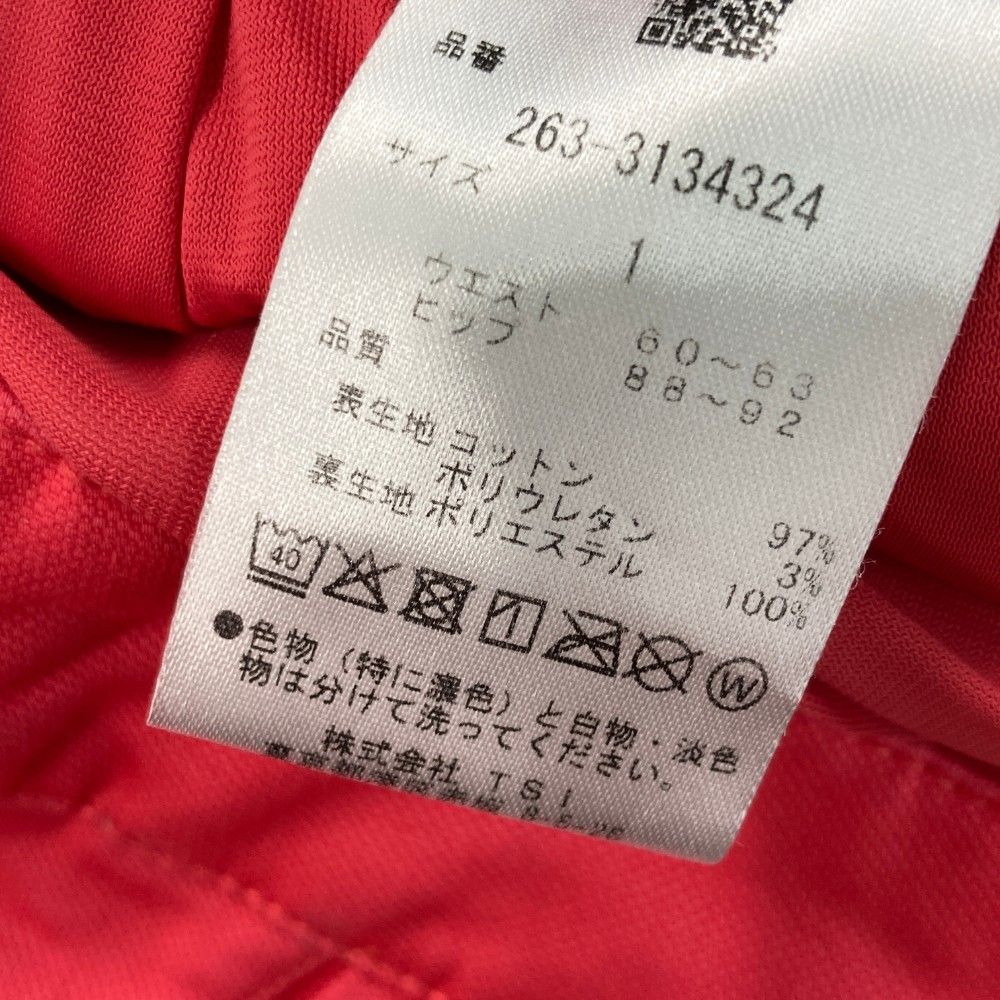 品番
263-3134324
サイズ
1
ウエスト 60～63
ヒップ 88～92
品質
表生地 コットン 97%
ポリウレタン 3%
裏生地 ポリエステル 100%
40
W
●色物（特に濃色）と白物・淡色
物は分けて洗ってください。
株式会社 TSI